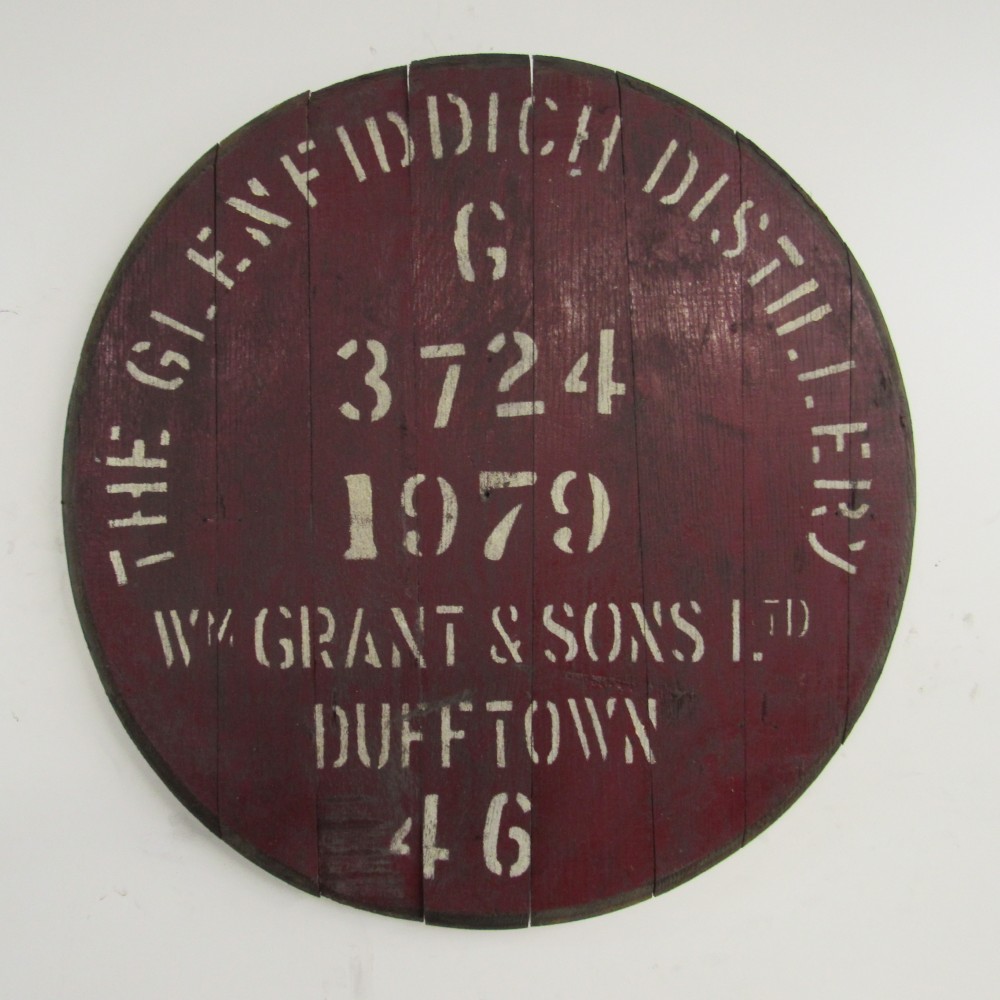 THE GLENFIDDICH DISTILLERY
G
3724
1979
WM GRANT & SONS LTD
DUFFTOWN
46